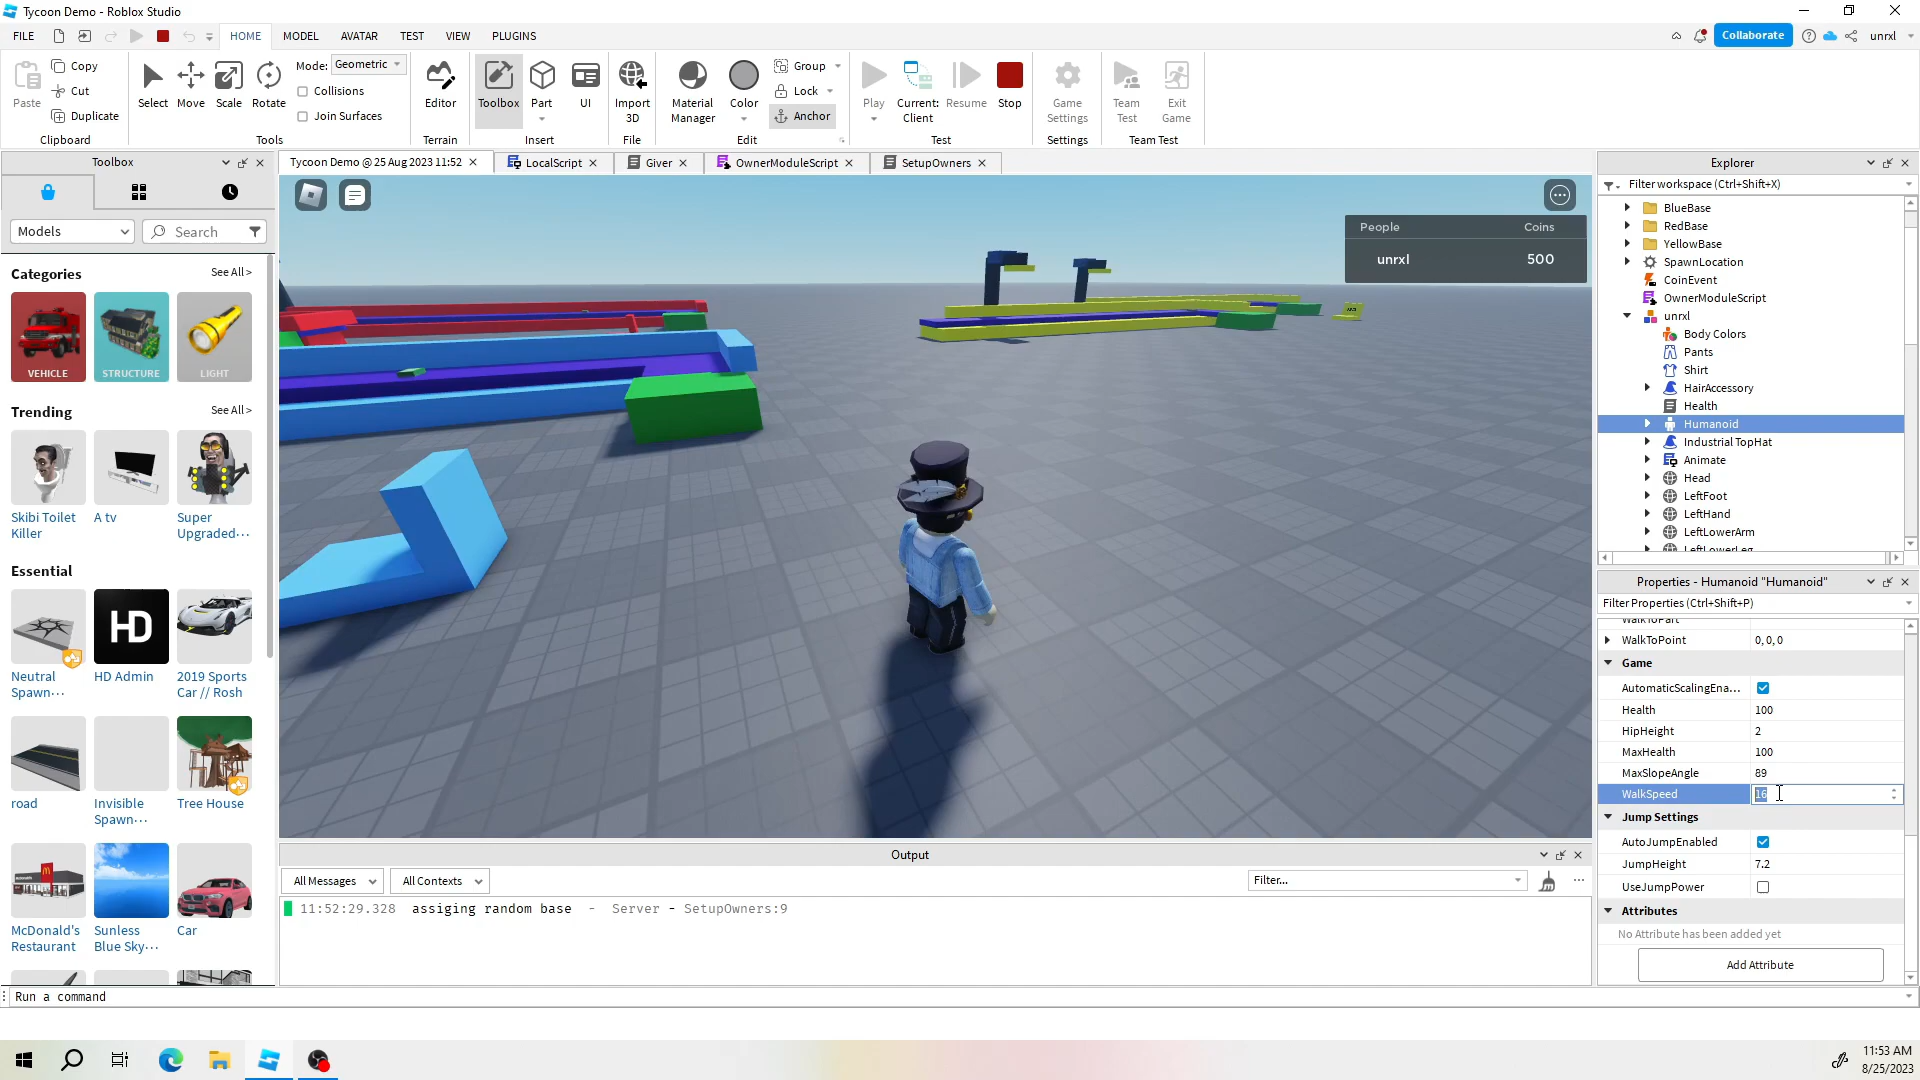 Tycoon Demo - Roblox Studio
FILE
HOME
MODEL
AVATAR
TEST
VIEW
PLUGINS
Collaborate
unrxl
Paste
Copy
Cut
Duplicate
Clipboard
Select
Move
Scale
Rotate
Mode:
Geometric
Collisions
Join Surfaces
Tools
Editor
Terrain
Toolbox
Part
UI
Insert
Import
3D
File
Material
Manager
Color
Group
Lock
Anchor
Edit
Play
Current:
Client
Resume
Stop
Test
Game
Settings
Settings
Team
Test
Exit
Game
Team Test
Toolbox
Models
Search
Categories
See All >
VEHICLE
STRUCTURE
LIGHT
Trending
See All >
Skibi Toilet
Killer
A tv
Super
Upgraded...
Essential
HD
Neutral
Spawn...
HD Admin
2019 Sports
Car // Rosh
road
Invisible
Spawn...
Tree House
McDonald's
McDonald's
Restaurant
Sunless
Blue Sky...
Car
Tycoon Demo @ 25 Aug 2023 11:52
LocalScript
Giver
OwnerModuleScript
SetupOwners
People
Coins
unrxl
500
Output
All Messages
All Contexts
Filter...
11:52:29.328 assiging random base - Server - SetupOwners:9
Explorer
Filter workspace (Ctrl+Shift+X)
BlueBase
RedBase
YellowBase
SpawnLocation
CoinEvent
OwnerModuleScript
unrxl
Body Colors
Pants
Shirt
HairAccessory
Health
Humanoid
Industrial TopHat
Animate
Head
LeftFoot
LeftHand
LeftLowerArm
LeftLowerLeg
Properties - Humanoid "Humanoid"
Filter Properties (Ctrl+Shift+P)
WalkToPart
WalkToPoint 0, 0, 0
Game
AutomaticScalingEna...
Health 100
HipHeight 2
MaxHealth 100
MaxSlopeAngle 89
WalkSpeed 16
Jump Settings
AutoJumpEnabled
JumpHeight 7.2
UseJumpPower
Attributes
No Attribute has been added yet
Add Attribute
Run a command
11:53 AM
8/25/2023